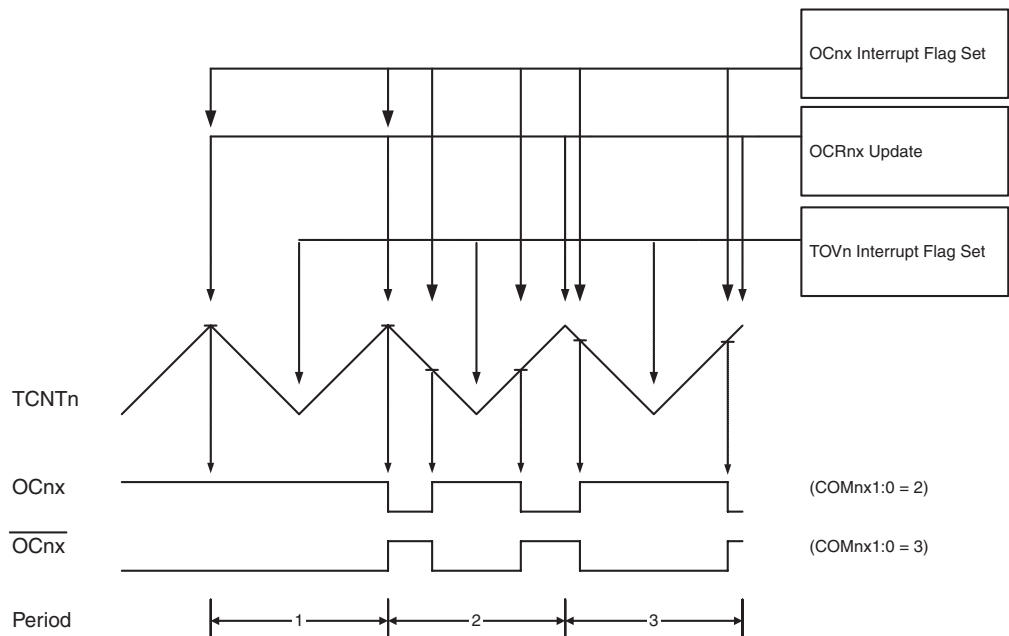 OCnx Interrupt Flag Set
OCRnx Update
TOVn Interrupt Flag Set
TCNTn
OCnx
(COMnx1:0 = 2)
OCnx
(COMnx1:0 = 3)
Period
1
2
3